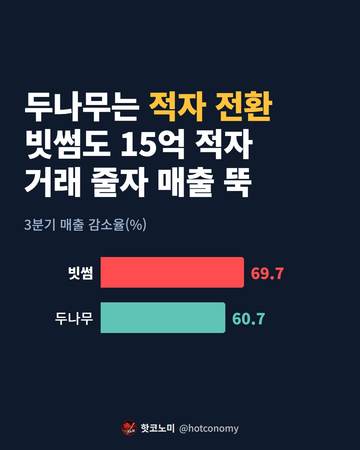 두나무는 적자 전환
빗썸도 15억 적자
거래 줄자 매출 뚝
3분기 매출 감소율(%)
빗썸 69.7
두나무 60.7
핫코노미 @hotconomy